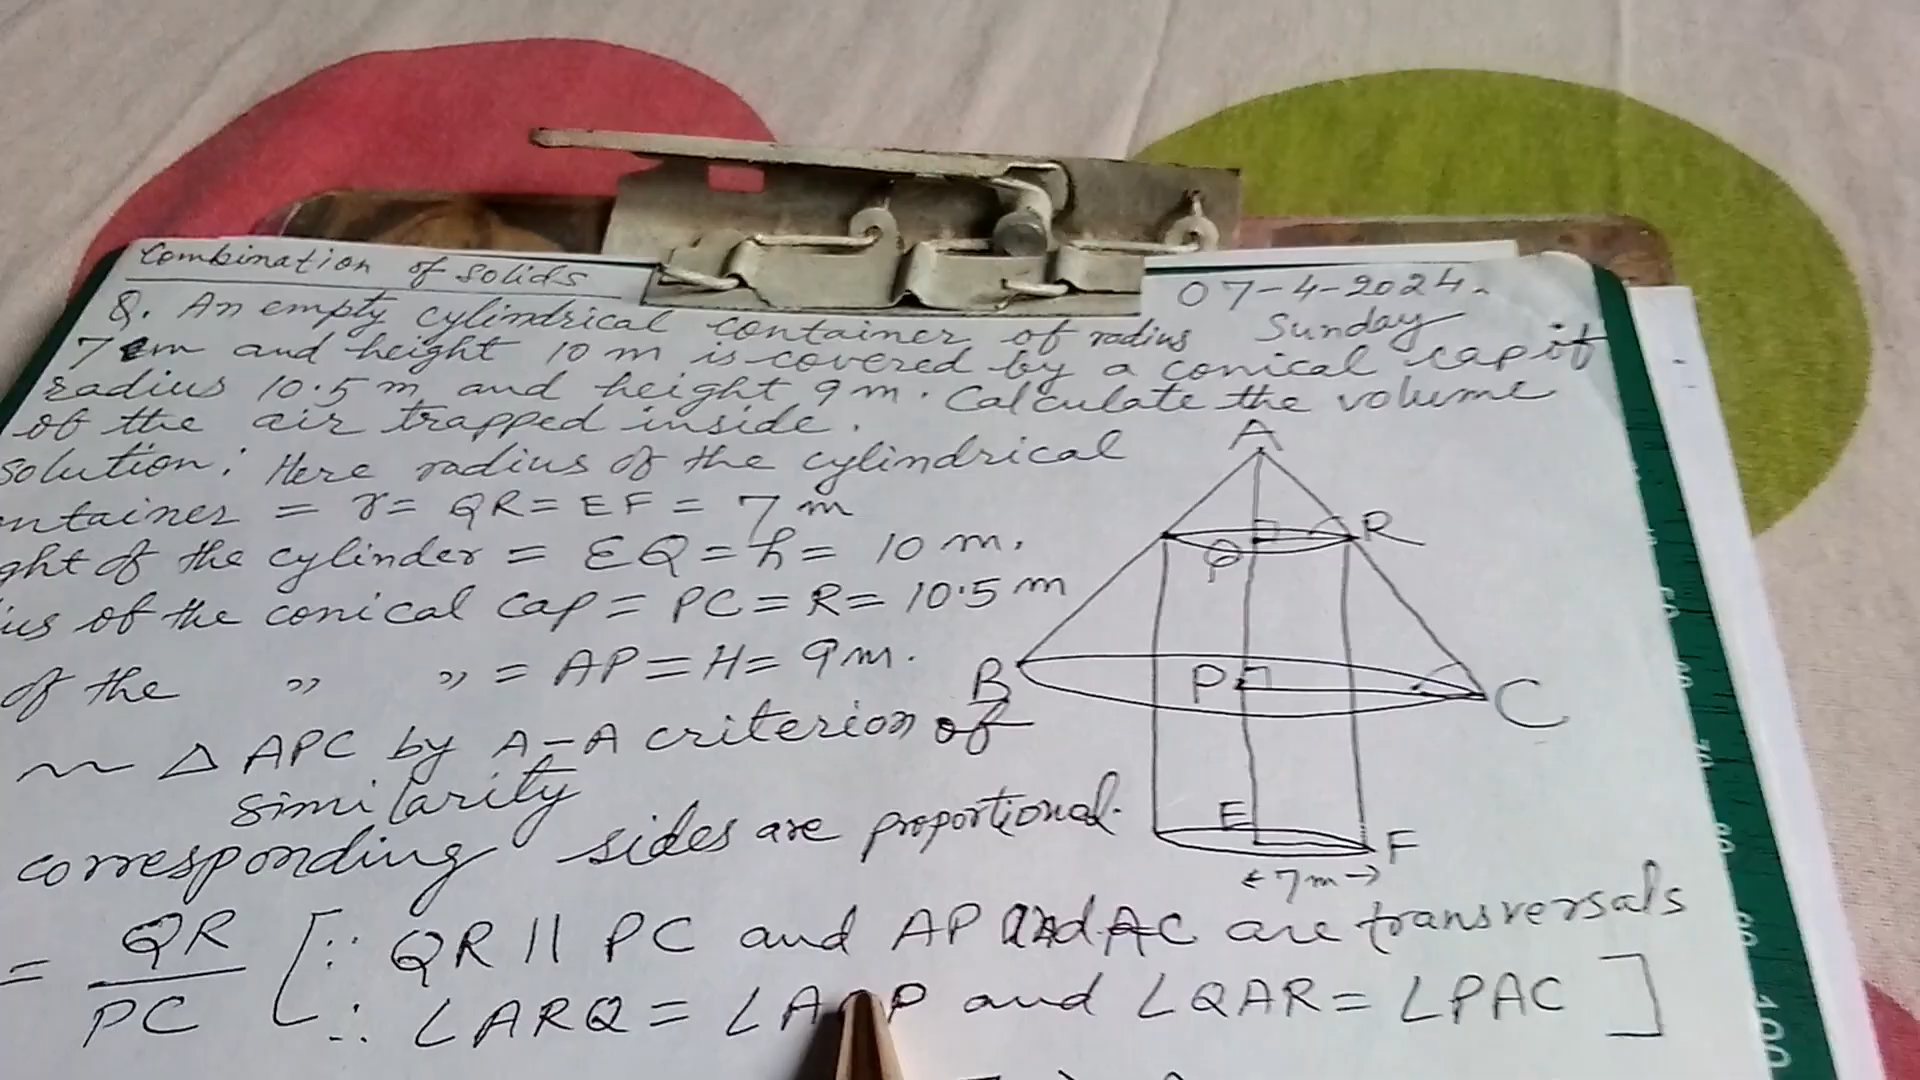 Combination of solids
07-4-2024.
Sunday
Q. An empty cylindrical container of radius
7 m and height 10 m is covered by a conical cap of
radius 10.5 m and height 9 m. Calculate the volume
of the air trapped inside.
Solution: Here radius of the cylindrical
ntainer = r = QR = EF = 7 m
ght of the cylinder = EQ = h = 10 m.
ius of the conical cap = PC = R = 10.5 m
of the " " = AP = H = 9 m.
~ △ APC by A-A criterion of
similarity
corresponding sides are proportional.
= QR/PC [∵ QR || PC and AP and AC are transversals
∴ ∠ARQ = ∠A P and ∠QAR = ∠PAC ]
A
Q R
B P C
E F
←7m→